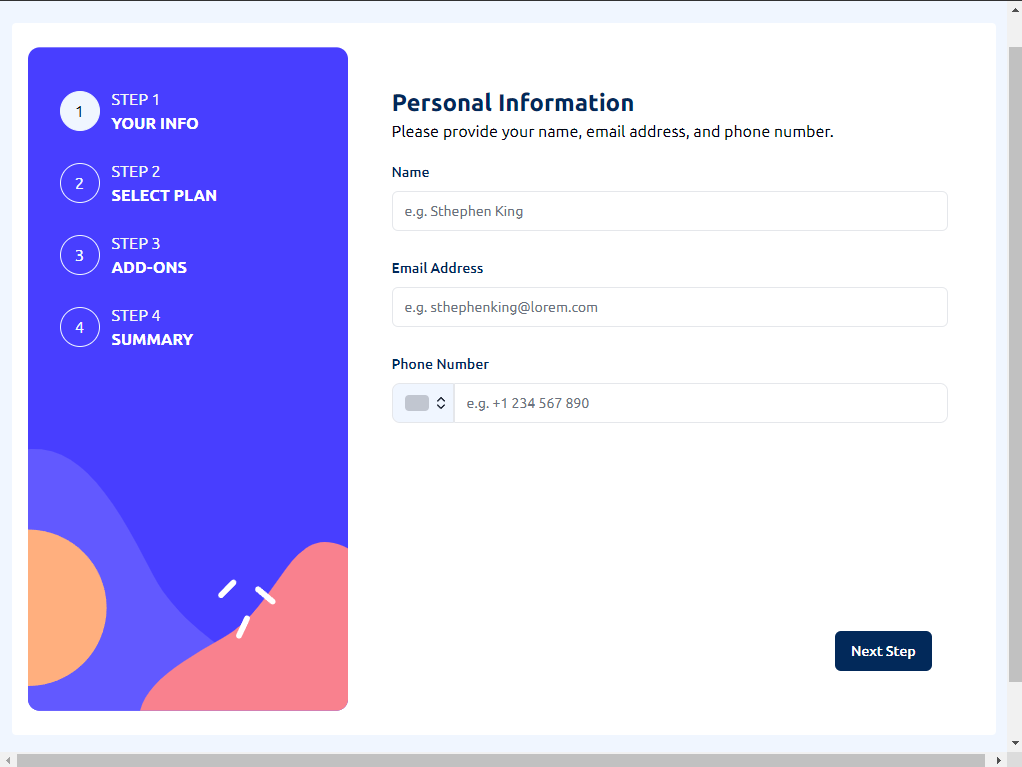 1
STEP 1
YOUR INFO
2
STEP 2
SELECT PLAN
3
STEP 3
ADD-ONS
4
STEP 4
SUMMARY
Personal Information
Please provide your name, email address, and phone number.
Name
e.g. Sthephen King
Email Address
e.g. sthephenking@lorem.com
Phone Number
e.g. +1 234 567 890
Next Step